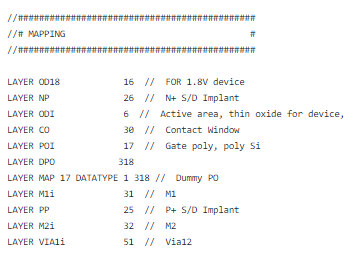 //#############################################
//# MAPPING                                   #
//#############################################
LAYER OD18            16  //  FOR 1.8V device
LAYER NP              26  //  N+ S/D Implant
LAYER ODI             6  //  Active area, thin oxide for device,
LAYER CO              30  //  Contact Window
LAYER POI             17  //  Gate poly, poly Si
LAYER DPO            318
LAYER MAP 17 DATATYPE 1 318 //  Dummy PO
LAYER M1i             31  //  M1
LAYER PP              25  //  P+ S/D Implant
LAYER M2i             32  //  M2
LAYER VIA1i           51  //  Via12